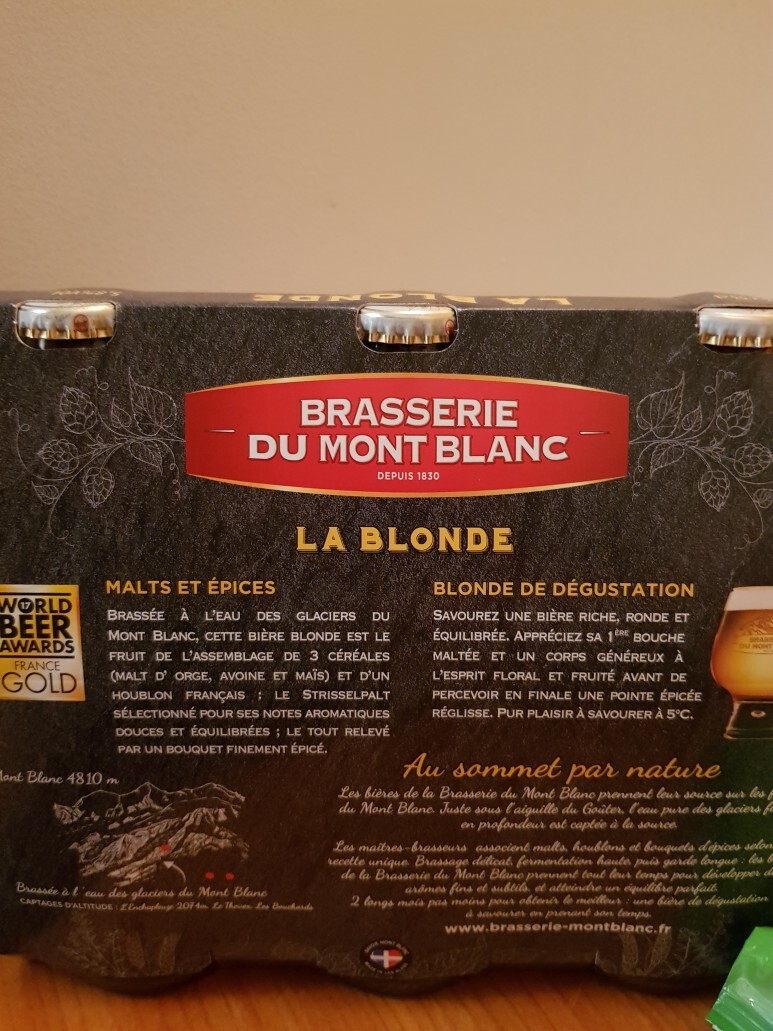 LA BLONDE
BRASSERIE
DU MONT BLANC
DEPUIS 1830
LA BLONDE
WORLD
17
BEER
AWARDS
FRANCE
GOLD
MALTS ET ÉPICES
BRASSÉE À L'EAU DES GLACIERS DU
MONT BLANC, CETTE BIÈRE BLONDE EST LE
FRUIT DE L'ASSEMBLAGE DE 3 CÉRÉALES
(MALT D' ORGE, AVOINE ET MAÏS) ET D'UN
HOUBLON FRANÇAIS : LE STRISSELPALT
SÉLECTIONNÉ POUR SES NOTES AROMATIQUES
DOUCES ET ÉQUILIBRÉES ; LE TOUT RELEVÉ
PAR UN BOUQUET FINEMENT ÉPICÉ.
BLONDE DE DÉGUSTATION
SAVOUREZ UNE BIÈRE RICHE, RONDE ET
ÉQUILIBRÉE. APPRÉCIEZ SA 1ÈRE BOUCHE
MALTÉE ET UN CORPS GÉNÉREUX À
L'ESPRIT FLORAL ET FRUITÉ AVANT DE
PERCEVOIR EN FINALE UNE POINTE ÉPICÉE
RÉGLISSE. PUR PLAISIR À SAVOURER À 5°C.
Mont Blanc 4810 m
Brassée à l'eau des glaciers du Mont Blanc
CAPTAGES D'ALTITUDE :
Au sommet par nature
Les bières de la Brasserie du Mont Blanc prennent leur source sur les
du Mont Blanc. Juste sous l'aiguille du Goûter, l'eau pure des glaciers
en profondeur est captée à la source.
Les maîtres-brasseurs associent malts, houblons et bouquets d'épices selon
recette unique. Brassage délicat, fermentation haute, puis garde longue : les
de la Brasserie du Mont Blanc prennent tout leur temps pour développer
arômes fins et subtils, et atteindre un équilibre parfait.
2 longs mois pas moins pour obtenir le meilleur : une bière de dégustation
à savourer en prenant son temps.
www.brasserie-montblanc.fr